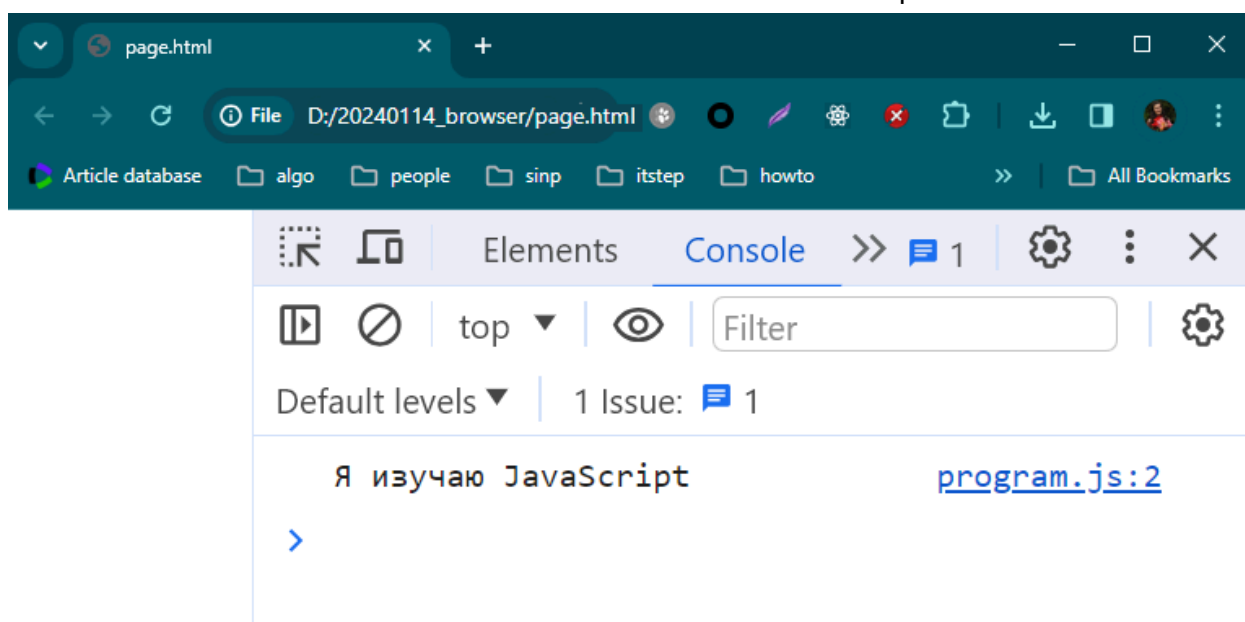 page.html
File D:/20240114_browser/page.html
Article database algo people sinp itstep howto All Bookmarks
Elements Console 1
top Filter
Default levels 1 Issue: 1
Я изучаю JavaScript program.js:2